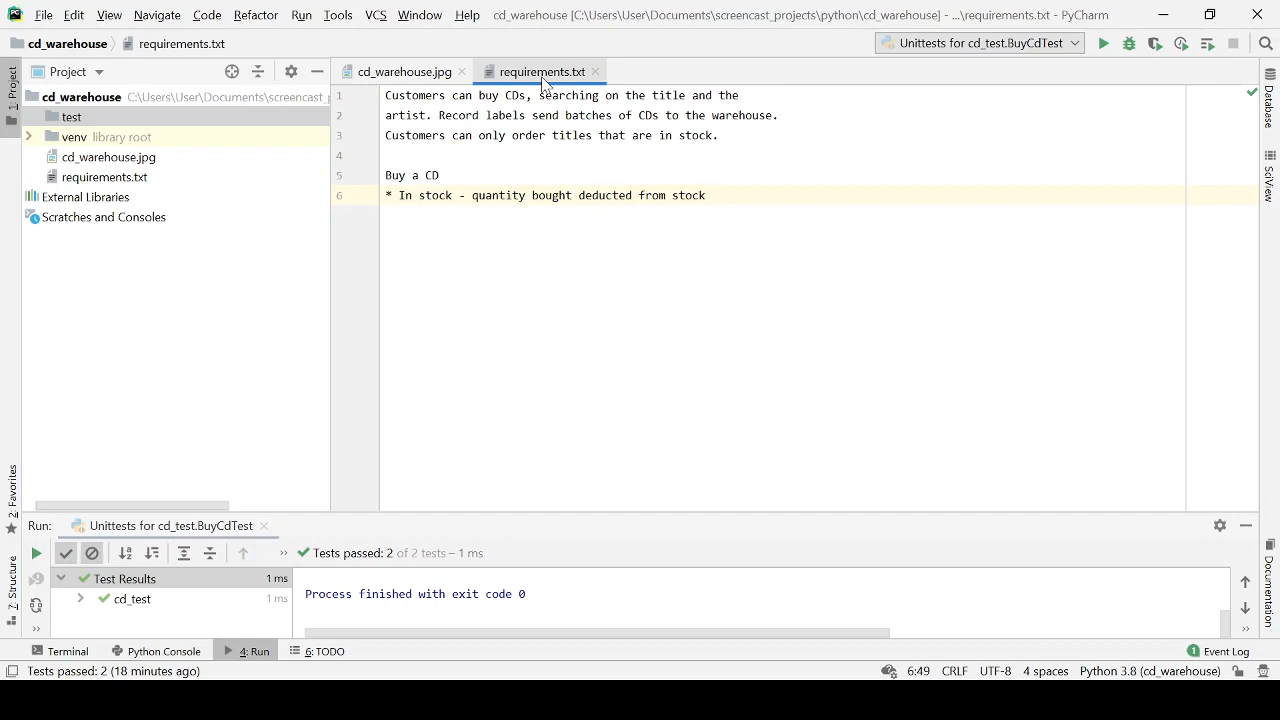 File Edit View Navigate Code Refactor Run Tools VCS Window Help cd_warehouse [C:\Users\User\Documents\screencast_projects\python\cd_warehouse] - ...\requirements.txt - PyCharm
cd_warehouse requirements.txt
Unittests for cd_test.BuyCdTest
1: Project
Project
cd_warehouse.jpg
requirements.txt
cd_warehouse C:\Users\User\Documents\screencast_
test
venv library root
cd_warehouse.jpg
requirements.txt
External Libraries
Scratches and Consoles
1 Customers can buy CDs, searching on the title and the
2 artist. Record labels send batches of CDs to the warehouse.
3 Customers can only order titles that are in stock.
4
5 Buy a CD
6 * In stock - quantity bought deducted from stock
Database
SciView
2: Favorites
7: Structure
Documentation
Run: Unittests for cd_test.BuyCdTest
Tests passed: 2 of 2 tests – 1 ms
Test Results 1 ms
cd_test 1 ms
Process finished with exit code 0
Terminal Python Console 4: Run 6: TODO 1 Event Log
Tests passed: 2 (18 minutes ago) 6:49 CRLF UTF-8 4 spaces Python 3.8 (cd_warehouse)